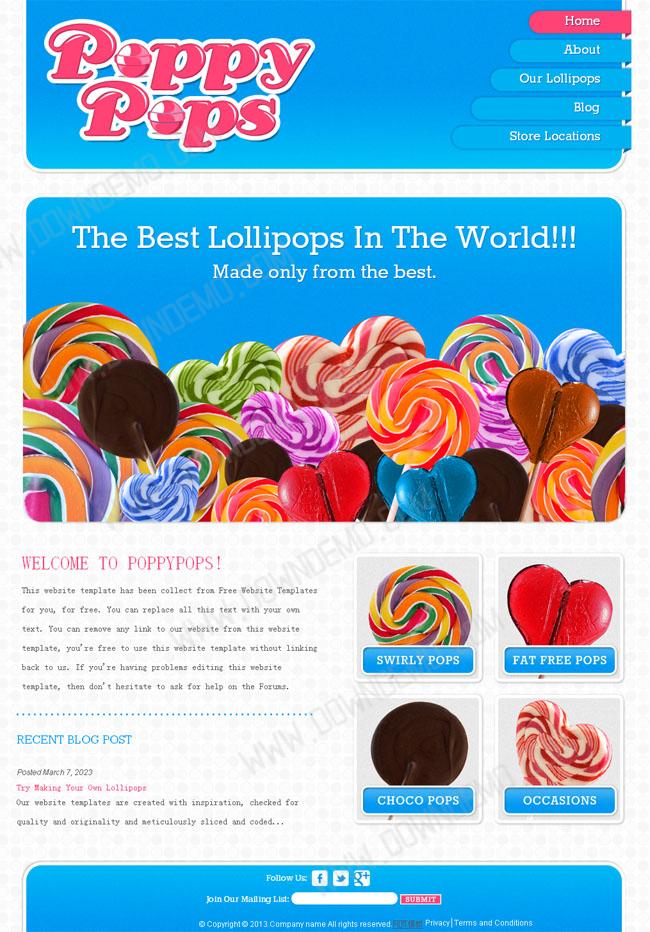 Poppy
Pops
Home
About
Our Lollipops
Blog
Store Locations
The Best Lollipops In The World!!!
Made only from the best.
WELCOME TO POPPYPOPS!
This website template has been collect from Free Website Templates
for you, for free. You can replace all this text with your own
text. You can remove any link to our website from this website
template, you're free to use this website template without linking
back to us. If you're having problems editing this website
template, then don't hesitate to ask for help on the Forums.
SWIRLY POPS
FAT FREE POPS
CHOCO POPS
OCCASIONS
RECENT BLOG POST
Posted March 7, 2023
Try Making Your Own Lollipops
Our website templates are created with inspiration, checked for
quality and originality and meticulously sliced and coded...
Follow Us:
Join Our Mailing List:
SUBMIT
© Copyright © 2013.Company name All rights reserved.
Privacy | Terms and Conditions
WWW.DOWNDEMO.COM